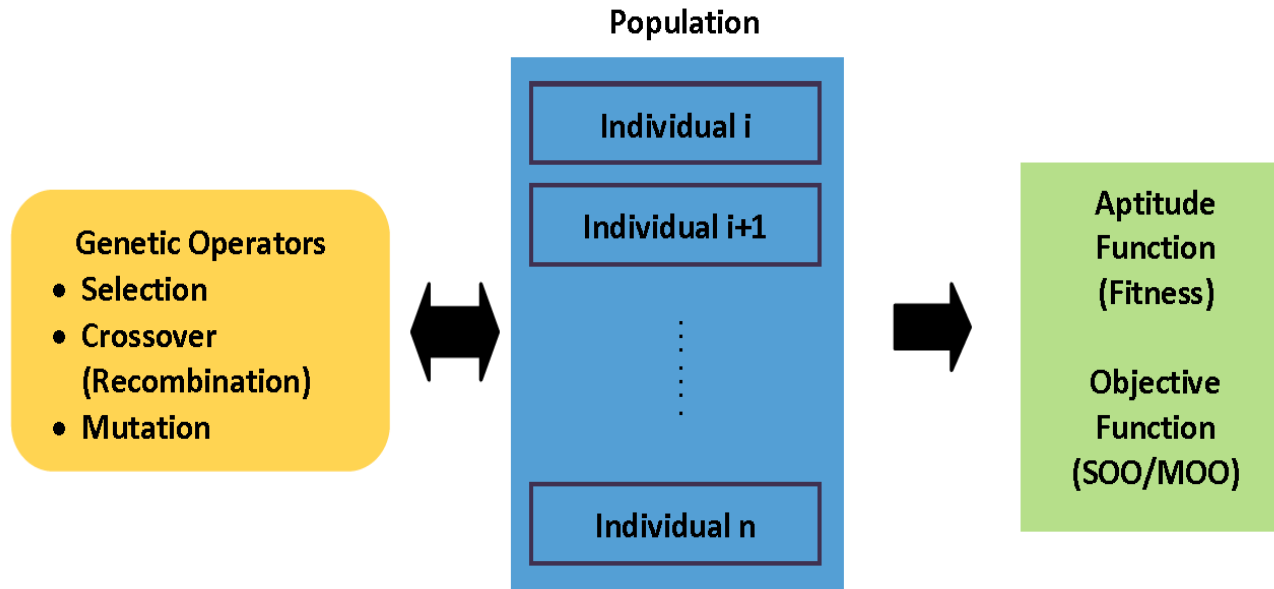 Population
Individual i
Individual i+1
Individual n
Genetic Operators
• Selection
• Crossover
(Recombination)
• Mutation
Aptitude
Function
(Fitness)
Objective
Function
(SOO/MOO)